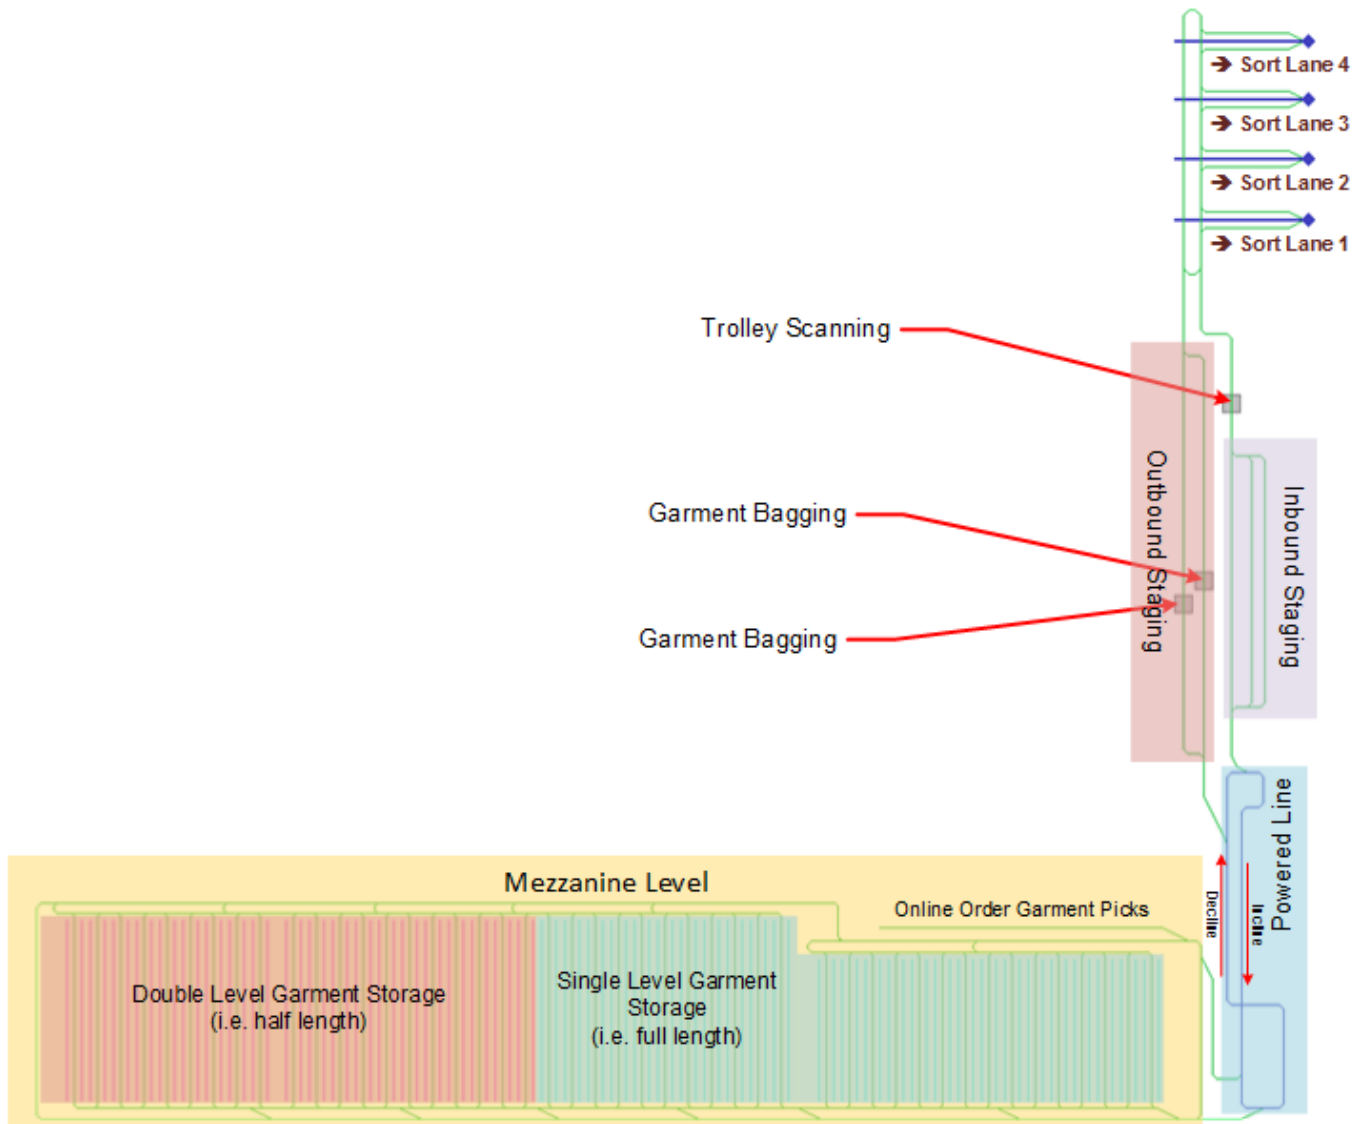 Sort Lane 4
Sort Lane 3
Sort Lane 2
Sort Lane 1
Trolley Scanning
Garment Bagging
Garment Bagging
Outbound Staging
Inbound Staging
Powered Line
Decline
Incline
Mezzanine Level
Online Order Garment Picks
Double Level Garment Storage
(i.e. half length)
Single Level Garment
Storage
(i.e. full length)